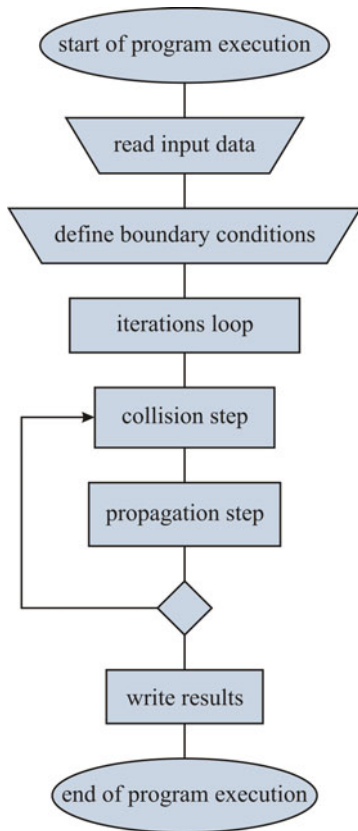 start of program execution
read input data
define boundary conditions
iterations loop
collision step
propagation step
write results
end of program execution